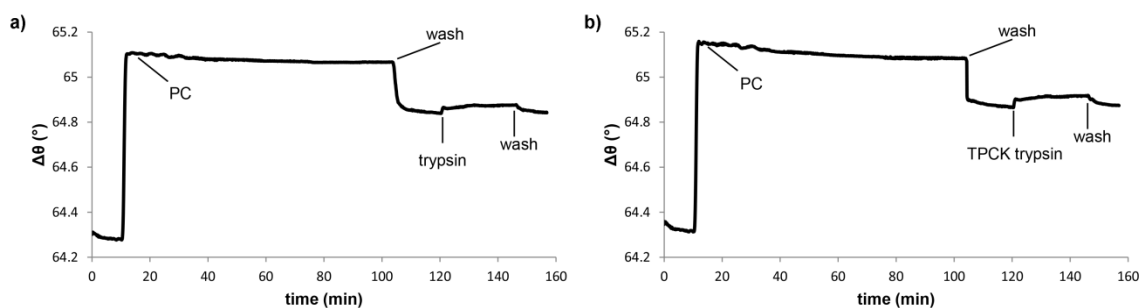 a)
65.2
65
64.8
64.6
64.4
64.2
Δθ (°)
PC
wash
trypsin
wash
0 20 40 60 80 100 120 140 160
time (min)
b)
65.2
65
64.8
64.6
64.4
64.2
Δθ (°)
PC
wash
TPCK trypsin
wash
0 20 40 60 80 100 120 140 160
time (min)